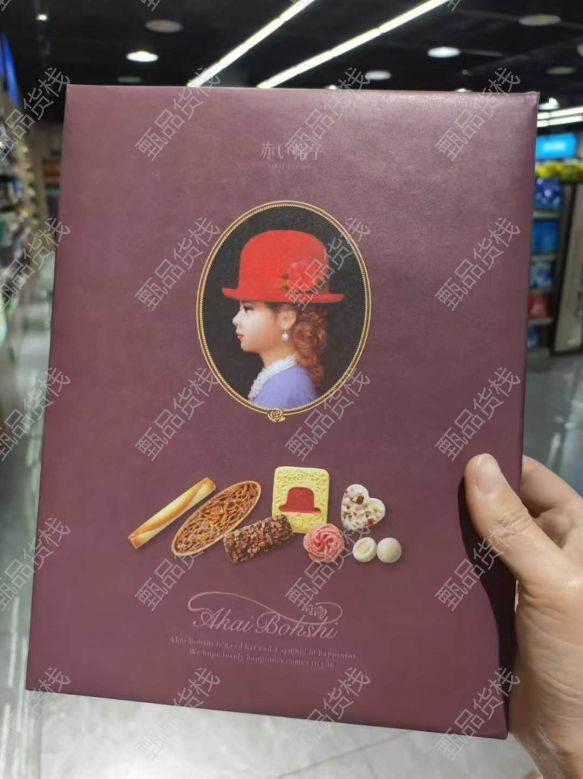 赤い帽子
Akai Bohshi
Akai Bohshi is a red hat and a symbol of happiness.
We hope lovely happiness comes to you.
甄品货栈